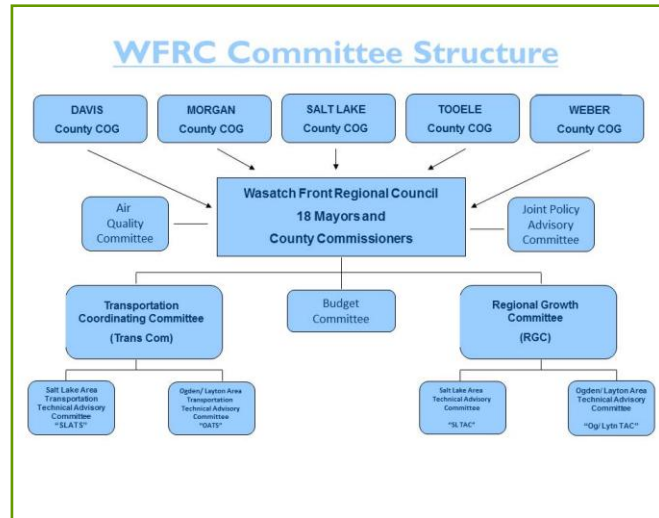 WFRC Committee Structure
DAVIS
County COG
MORGAN
County COG
SALT LAKE
County COG
TOOELE
County COG
WEBER
County COG
Wasatch Front Regional Council
18 Mayors and
County Commissioners
Air
Quality
Committee
Joint Policy
Advisory
Committee
Transportation
Coordinating Committee
(Trans Com)
Budget
Committee
Regional Growth
Committee
(RGC)
Salt Lake Area
Transportation
Technical Advisory
Committee
"SLATS"
Ogden/ Layton Area
Transportation
Technical Advisory
Committee
"OATS"
Salt Lake Area
Technical Advisory
Committee
"SL TAC"
Ogden/ Layton Area
Technical Advisory
Committee
"Og/ Lytn TAC"